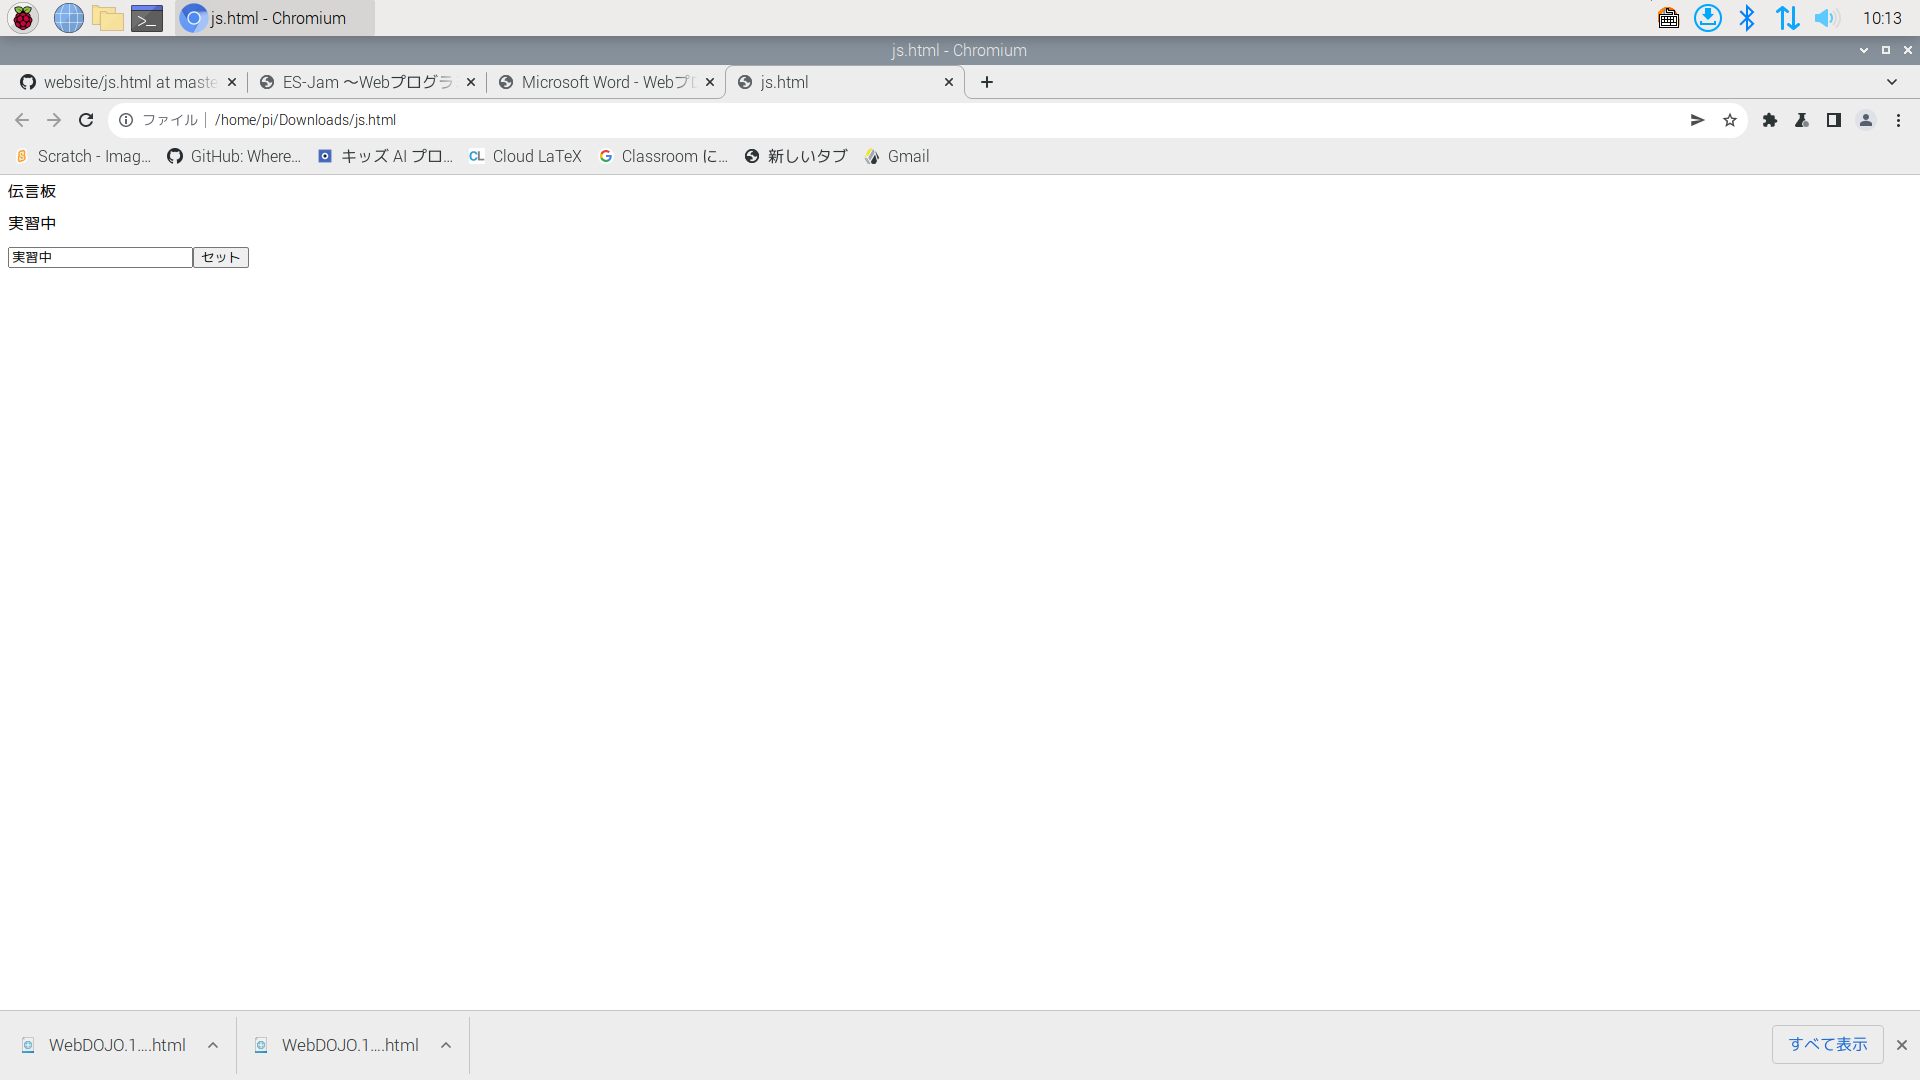 js.html - Chromium
10:13
js.html - Chromium
website/js.html at maste
ES-Jam ～Webプログラ
Microsoft Word - Webプロ
js.html
ファイル
/home/pi/Downloads/js.html
Scratch - Imag...
GitHub: Where...
キッズ AI プロ...
CL
Cloud LaTeX
Classroom に...
新しいタブ
Gmail
伝言板
実習中
実習中
セット
WebDOJO.1....html
WebDOJO.1....html
すべて表示